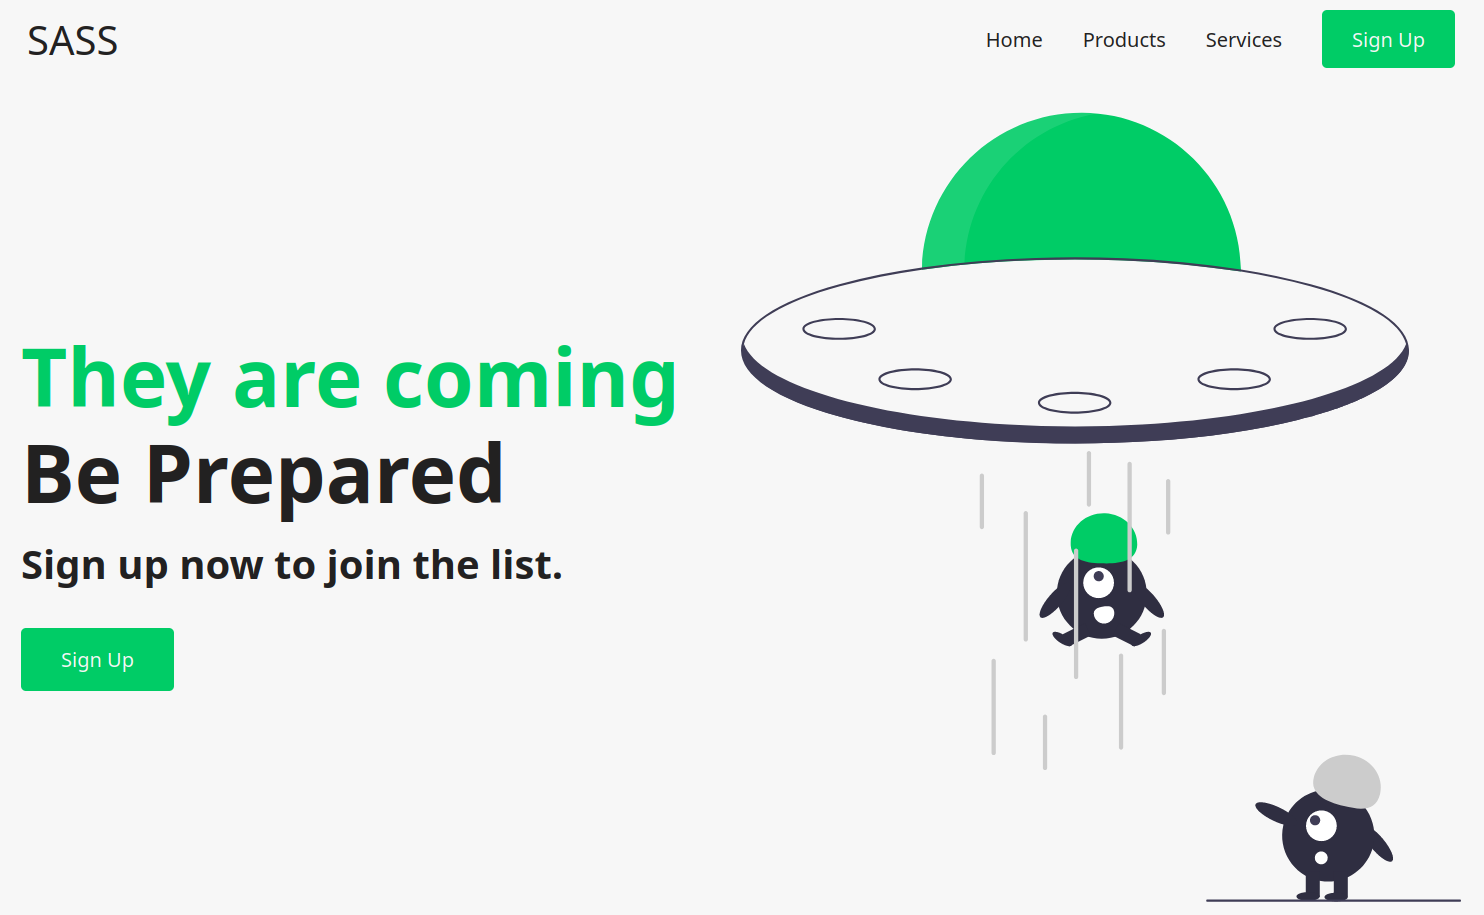 SASS
Home Products Services Sign Up
They are coming
Be Prepared
Sign up now to join the list.
Sign Up